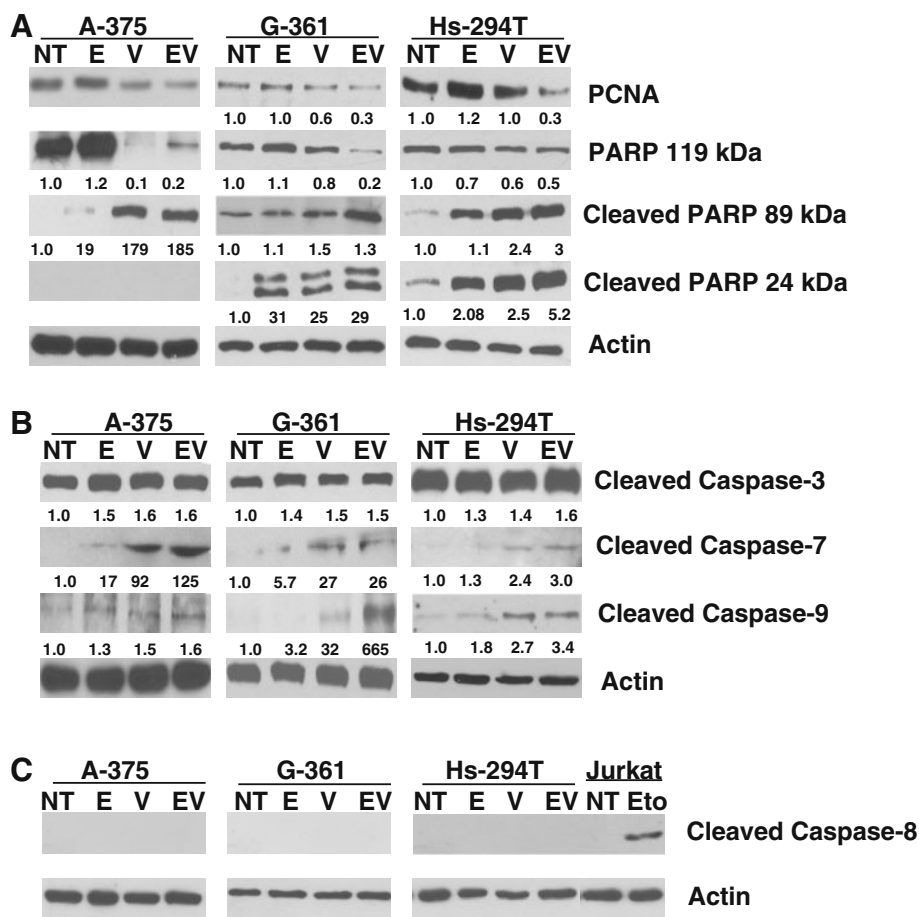 A
A-375 G-361 Hs-294T
NT E V EV NT E V EV NT E V EV
PCNA
1.0 1.0 0.6 0.3 1.0 1.2 1.0 0.3
PARP 119 kDa
1.0 1.2 0.1 0.2 1.0 1.1 0.8 0.2 1.0 0.7 0.6 0.5
Cleaved PARP 89 kDa
1.0 19 179 185 1.0 1.1 1.5 1.3 1.0 1.1 2.4 3
Cleaved PARP 24 kDa
1.0 31 25 29 1.0 2.08 2.5 5.2
Actin
B
A-375 G-361 Hs-294T
NT E V EV NT E V EV NT E V EV
Cleaved Caspase-3
1.0 1.5 1.6 1.6 1.0 1.4 1.5 1.5 1.0 1.3 1.4 1.6
Cleaved Caspase-7
1.0 17 92 125 1.0 5.7 27 26 1.0 1.3 2.4 3.0
Cleaved Caspase-9
1.0 1.3 1.5 1.6 1.0 3.2 32 665 1.0 1.8 2.7 3.4
Actin
C
A-375 G-361 Hs-294T Jurkat
NT E V EV NT E V EV NT E V EV NT Eto
Cleaved Caspase-8
Actin